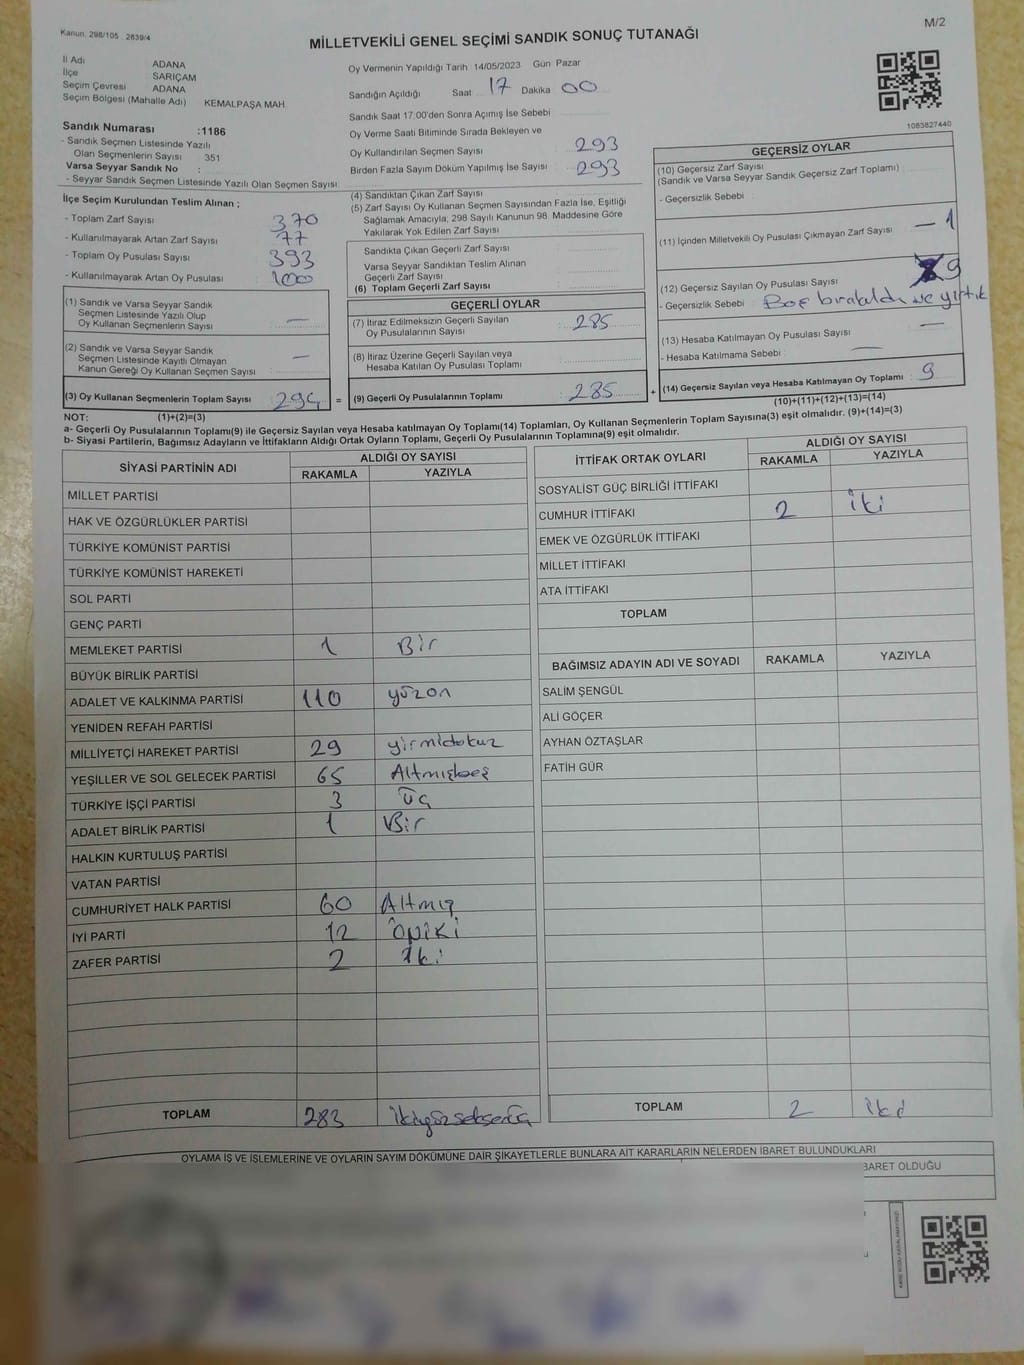 Kanun. 298/105 2839/4
M/2
MİLLETVEKİLİ GENEL SEÇİMİ SANDIK SONUÇ TUTANAĞI
İl Adı ADANA
İlçe SARIÇAM
Seçim Çevresi ADANA
Seçim Bölgesi (Mahalle Adı) KEMALPAŞA MAH.
Sandık Numarası :1186
- Sandık Seçmen Listesinde Yazılı
Olan Seçmenlerin Sayısı 351
Varsa Seyyar Sandık No :
- Seyyar Sandık Seçmen Listesinde Yazılı Olan Seçmen Sayısı
Oy Vermenin Yapıldığı Tarih 14/05/2023 Gün Pazar
Sandığın Açıldığı Saat 17 Dakika 00
Sandık Saat 17:00'den Sonra Açımış İse Sebebi
Oy Verme Saati Bitiminde Sırada Bekleyen ve
Oy Kullandırılan Seçmen Sayısı 293
Birden Fazla Sayım Döküm Yapılmış İse Sayısı 293
1083827440
İlçe Seçim Kurulundan Teslim Alınan ;
- Toplam Zarf Sayısı 370
- Kullanılmayarak Artan Zarf Sayısı 77
- Toplam Oy Pusulası Sayısı 393
- Kullanılmayarak Artan Oy Pusulası 100
(1) Sandık ve Varsa Seyyar Sandık
Seçmen Listesinde Yazılı Olup
Oy Kullanan Seçmenlerin Sayısı : —
(2) Sandık ve Varsa Seyyar Sandık
Seçmen Listesinde Kayıtlı Olmayan
Kanun Gereği Oy Kullanan Seçmen Sayısı : —
(3) Oy Kullanan Seçmenlerin Toplam Sayısı : 294 =
(4) Sandıktan Çıkan Zarf Sayısı
(5) Zarf Sayısı Oy Kullanan Seçmen Sayısından Fazla İse, Eşitliği
Sağlamak Amacıyla; 298 Sayılı Kanunun 98. Maddesine Göre
Yakılarak Yok Edilen Zarf Sayısı
Sandıkta Çıkan Geçerli Zarf Sayısı
Varsa Seyyar Sandıktan Teslim Alınan
Geçerli Zarf Sayısı
(6) Toplam Geçerli Zarf Sayısı
GEÇERLİ OYLAR
(7) İtiraz Edilmeksizin Geçerli Sayılan
Oy Pusulalarının Sayısı : 285
(8) İtiraz Üzerine Geçerli Sayılan veya
Hesaba Katılan Oy Pusulası Toplamı :
(9) Geçerli Oy Pusulalarının Toplamı : 285 +
GEÇERSİZ OYLAR
(10) Geçersiz Zarf Sayısı
(Sandık ve Varsa Seyyar Sandık Geçersiz Zarf Toplamı)
- Geçersizlik Sebebi :
(11) İçinden Milletvekili Oy Pusulası Çıkmayan Zarf Sayısı — 1
(12) Geçersiz Sayılan Oy Pusulası Sayısı 9
- Geçersizlik Sebebi : Boş bırakıldı ve yırtık
(13) Hesaba Katılmayan Oy Pusulası Sayısı —
- Hesaba Katılmama Sebebi : —
(14) Geçersiz Sayılan veya Hesaba Katılmayan Oy Toplamı : 9
NOT: (1)+(2)=(3)
(10)+(11)+(12)+(13)=(14)
a- Geçerli Oy Pusulalarının Toplamı(9) ile Geçersiz Sayılan veya Hesaba katılmayan Oy Toplamı(14) Toplamları, Oy Kullanan Seçmenlerin Toplam Sayısına(3) eşit olmalıdır. (9)+(14)=(3)
b- Siyasi Partilerin, Bağımsız Adayların ve İttifakların Aldığı Ortak Oyların Toplamı, Geçerli Oy Pusulalarının Toplamına(9) eşit olmalıdır.
SİYASİ PARTİNİN ADI ALDIĞI OY SAYISI
RAKAMLA YAZIYLA
MİLLET PARTİSİ
HAK VE ÖZGÜRLÜKLER PARTİSİ
TÜRKİYE KOMÜNİST PARTİSİ
TÜRKİYE KOMÜNİST HAREKETİ
SOL PARTİ
GENÇ PARTİ
MEMLEKET PARTİSİ 1 Bir
BÜYÜK BİRLİK PARTİSİ
ADALET VE KALKINMA PARTİSİ 110 yüzon
YENİDEN REFAH PARTİSİ
MİLLİYETÇİ HAREKET PARTİSİ 29 yirmidokuz
YEŞİLLER VE SOL GELECEK PARTİSİ 65 Altmışbeş
TÜRKİYE İŞÇİ PARTİSİ 3 Üç
ADALET BİRLİK PARTİSİ 1 Bir
HALKIN KURTULUŞ PARTİSİ
VATAN PARTİSİ
CUMHURİYET HALK PARTİSİ 60 Altmış
İYİ PARTİ 12 Oniki
ZAFER PARTİSİ 2 İki
TOPLAM 283 ikiyüzseksenüç
İTTİFAK ORTAK OYLARI ALDIĞI OY SAYISI
RAKAMLA YAZIYLA
SOSYALİST GÜÇ BİRLİĞİ İTTİFAKI
CUMHUR İTTİFAKI 2 iki
EMEK VE ÖZGÜRLÜK İTTİFAKI
MİLLET İTTİFAKI
ATA İTTİFAKI
TOPLAM
BAĞIMSIZ ADAYIN ADI VE SOYADI RAKAMLA YAZIYLA
SALİM ŞENGÜL
ALİ GÖÇER
AYHAN ÖZTAŞLAR
FATİH GÜR
TOPLAM 2 iki
OYLAMA İŞ VE İŞLEMLERİNE VE OYLARIN SAYIM DÖKÜMÜNE DAİR ŞİKAYETLERLE BUNLARA AİT KARARLARIN NELERDEN İBARET BULUNDUKLARI
BARET OLDUĞU